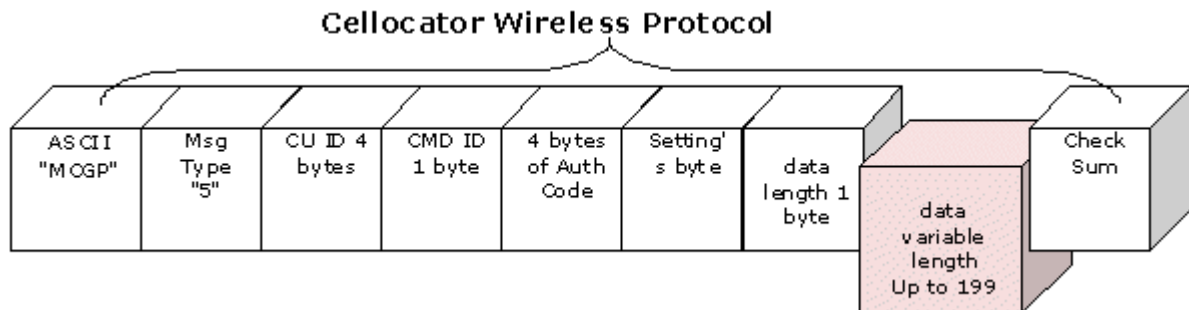 Cellocator Wireless Protocol
ASCII
"MCGP"
Msg
Type
"5"
CU ID 4
bytes
CMD ID
1 byte
4 bytes
of Auth
Code
Setting'
s byte
data
length 1
byte
data
variable
length
Up to 199
Check
Sum